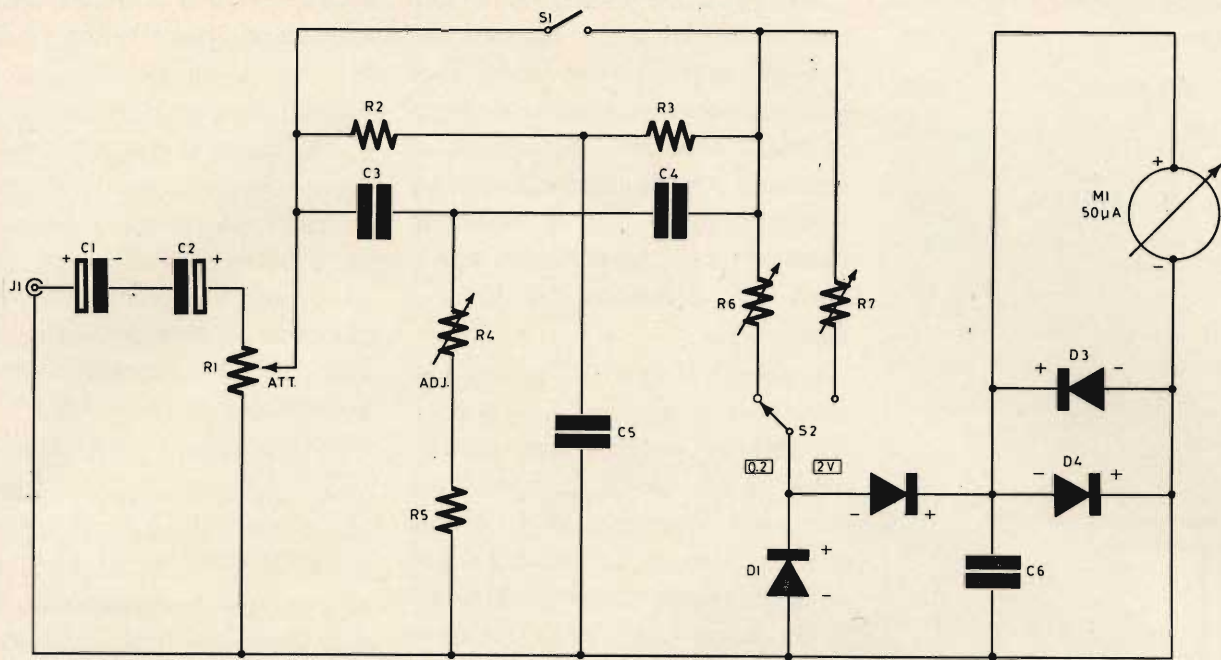 S1
R2
R3
C3
C4
+
M1
50µA
-
+ C1 -
- C2 +
J1
R6
R7
R4
R1
ATT.
ADJ.
+ D3 -
C5
S2
0.2
2V
- D4 +
- +
R5
D1
+
-
C6